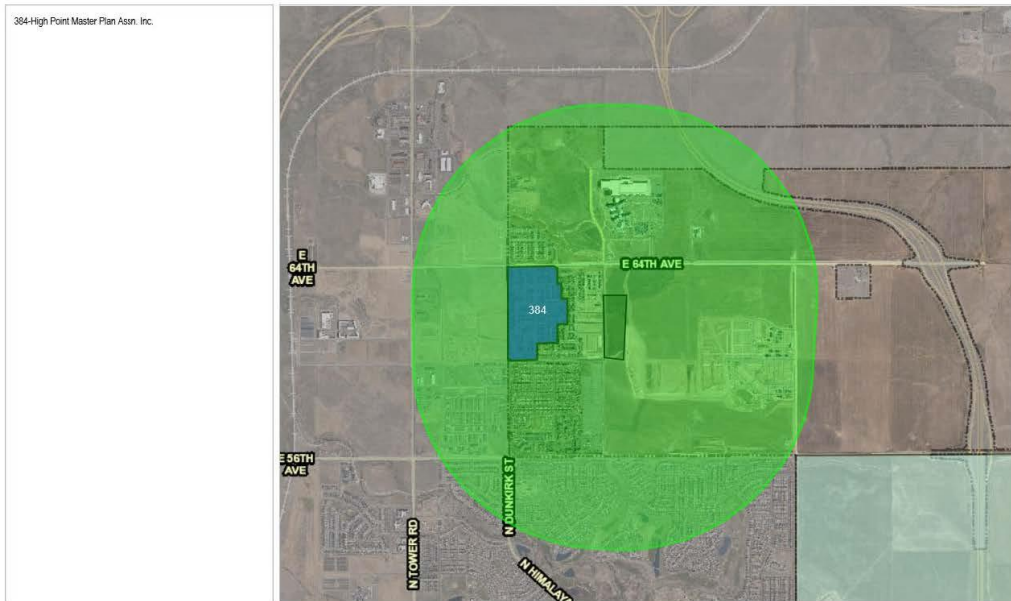 384-High Point Master Plan Assn. Inc.
E 64TH AVE
E
64TH
AVE
384
E 56TH
AVE
N DUNKIRK ST
N TOWER RD
N HIMALAYA